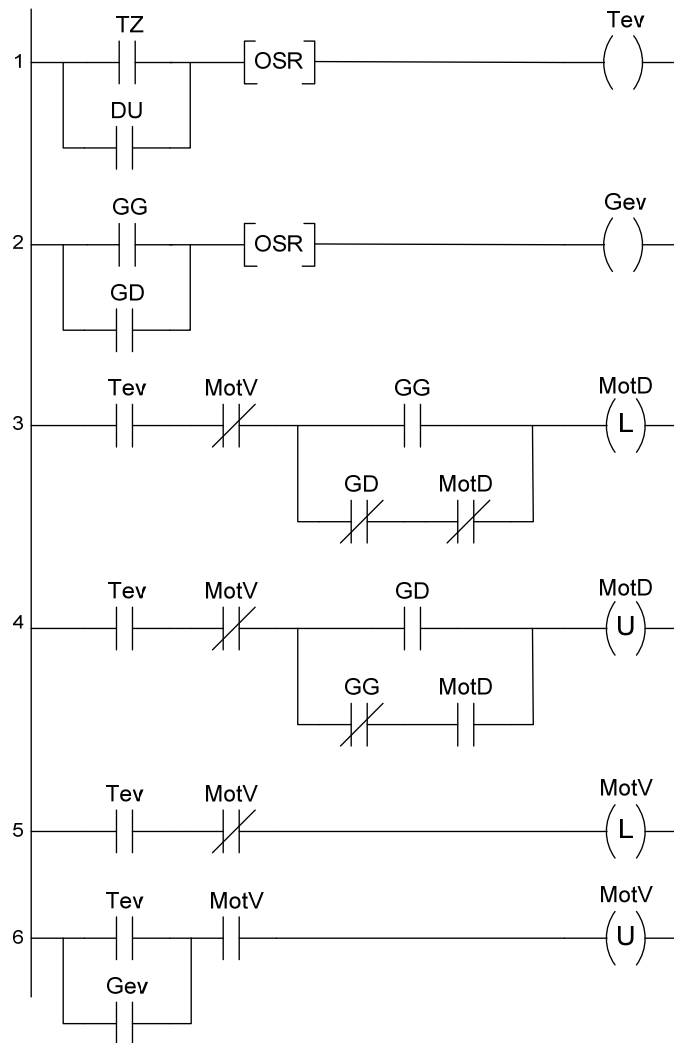 TZ
Tev
1
OSR
DU
GG
Gev
2
OSR
GD
Tev MotV GG MotD
3
L
GD MotD
Tev MotV GD MotD
4
U
GG MotD
Tev MotV MotV
5
L
Tev MotV MotV
6
U
Gev